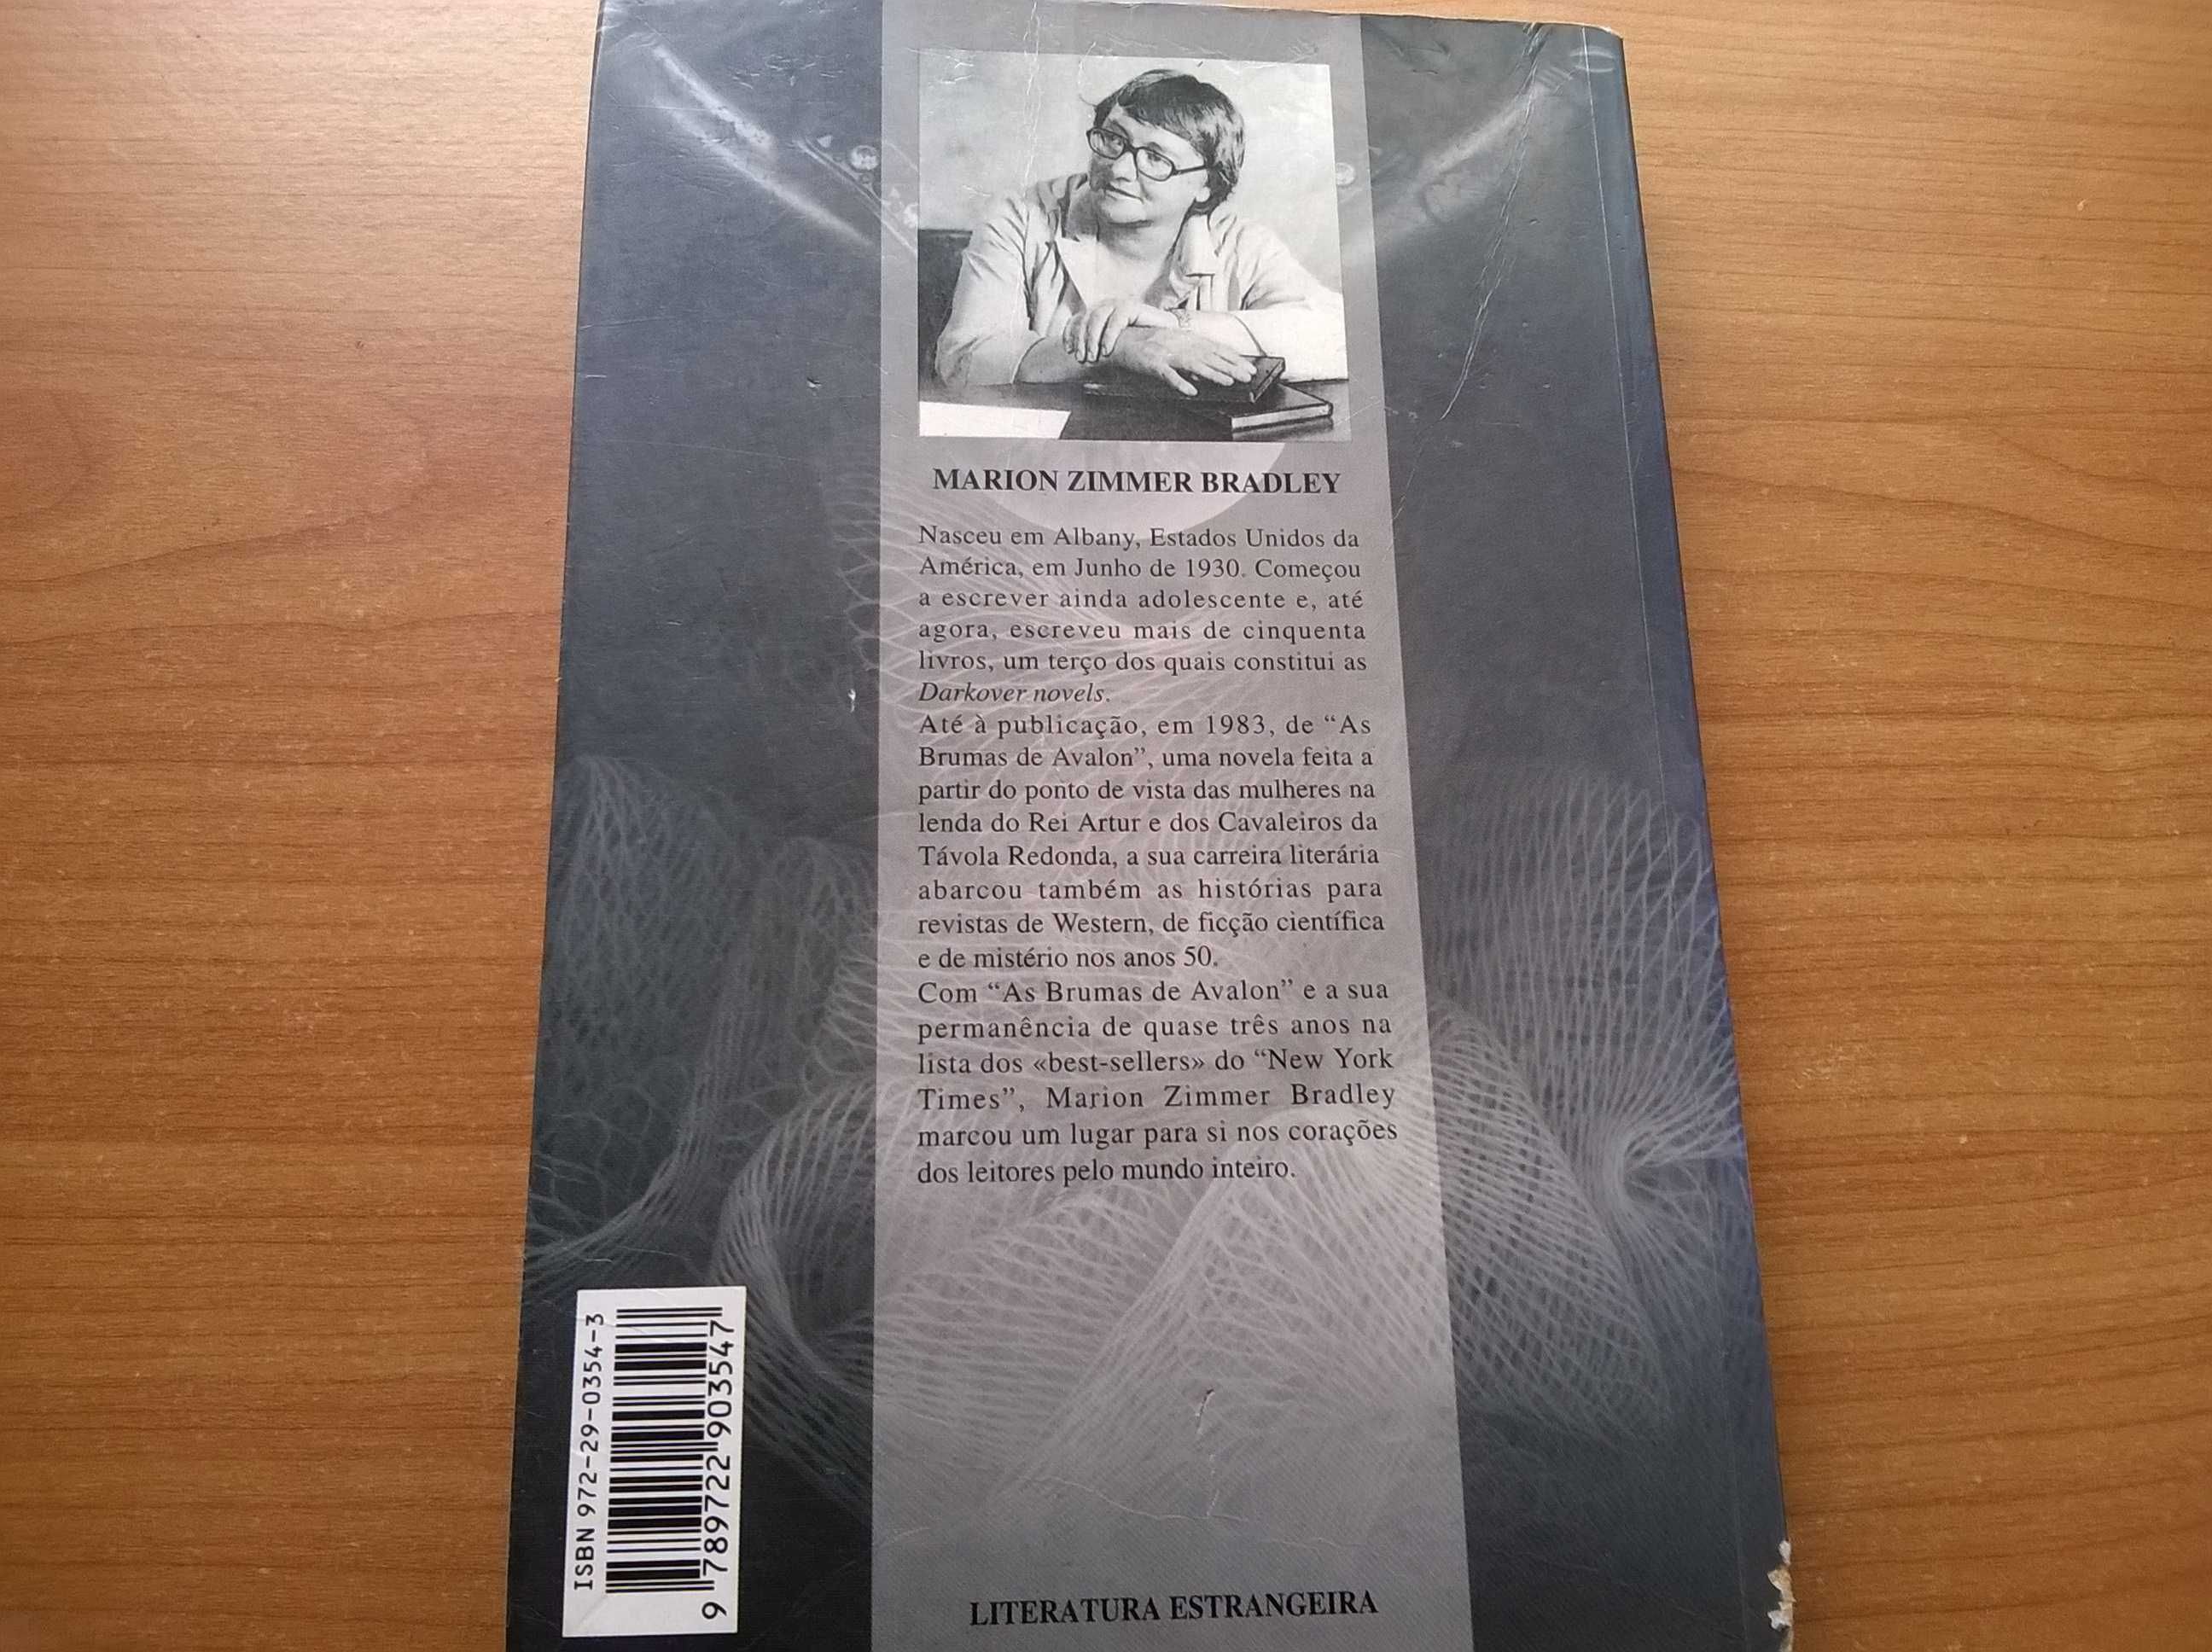 MARION ZIMMER BRADLEY
Nasceu em Albany, Estados Unidos da
América, em Junho de 1930. Começou
a escrever ainda adolescente e, até
agora, escreveu mais de cinquenta
livros, um terço dos quais constitui as
Darkover novels.
Até à publicação, em 1983, de “As
Brumas de Avalon”, uma novela feita a
partir do ponto de vista das mulheres na
lenda do Rei Artur e dos Cavaleiros da
Távola Redonda, a sua carreira literária
abarcou também as histórias para
revistas de Western, de ficção científica
e de mistério nos anos 50.
Com “As Brumas de Avalon” e a sua
permanência de quase três anos na
lista dos «best-sellers» do “New York
Times”, Marion Zimmer Bradley
marcou um lugar para si nos corações
dos leitores pelo mundo inteiro.
ISBN 972-29-0354-3
9 789722 903547
LITERATURA ESTRANGEIRA